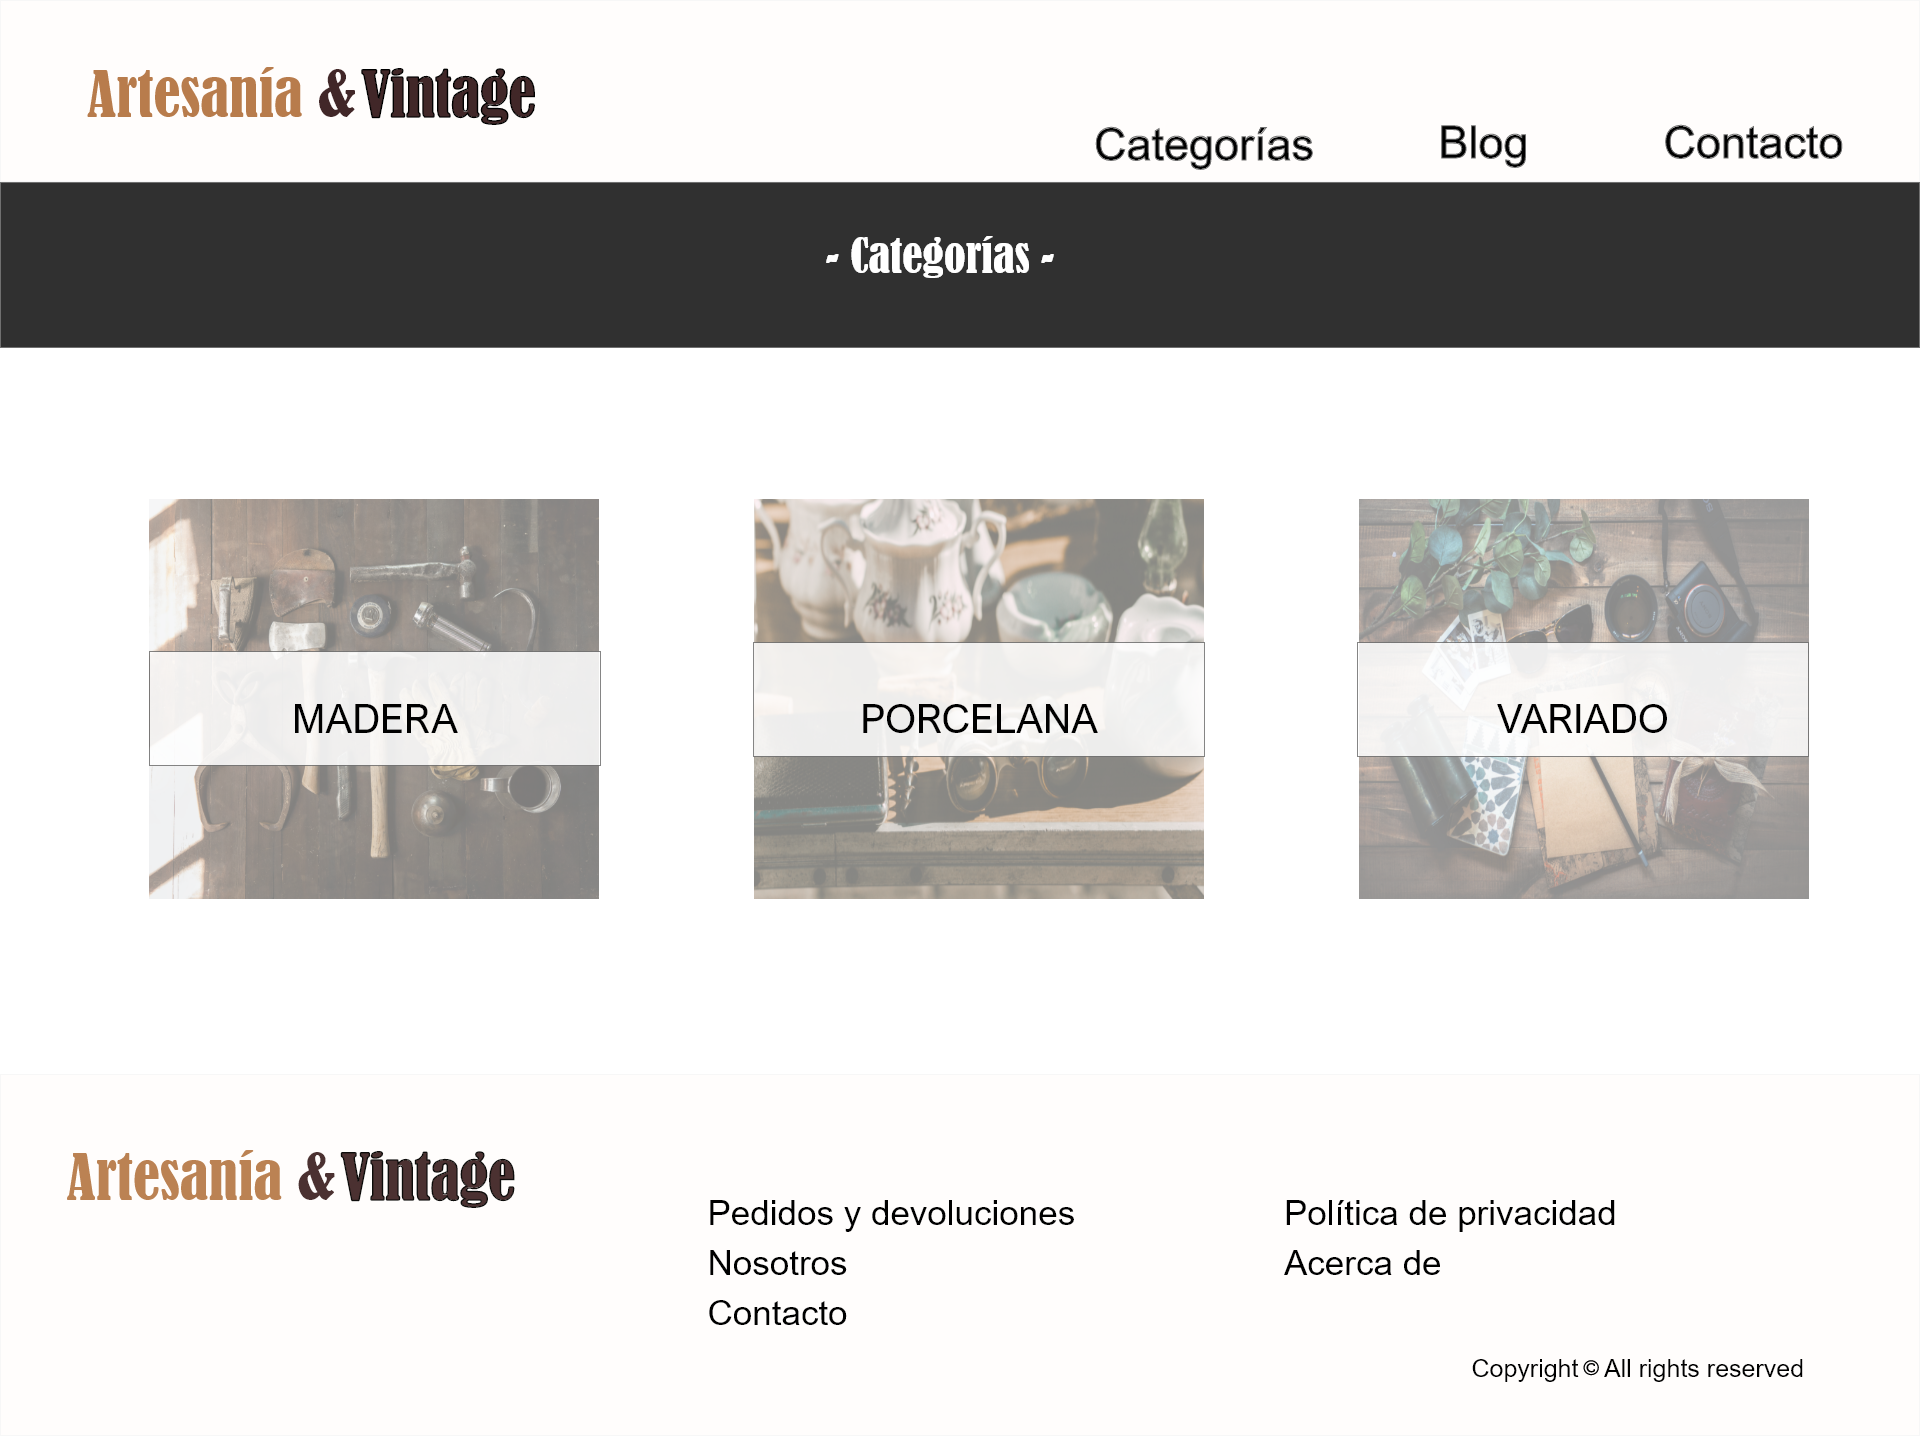 Artesanía & Vintage
Categorías Blog Contacto
- Categorías -
MADERA PORCELANA VARIADO
Artesanía & Vintage
Pedidos y devoluciones
Nosotros
Contacto
Política de privacidad
Acerca de
Copyright © All rights reserved